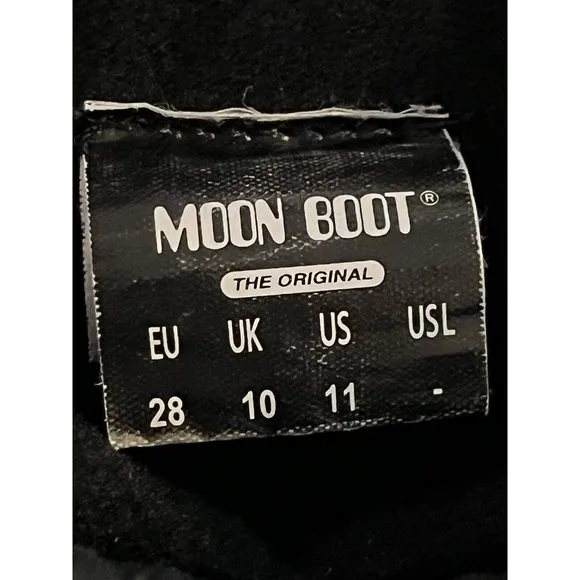 MOON BOOT®
THE ORIGINAL
EU UK US USL
28 10 11 -